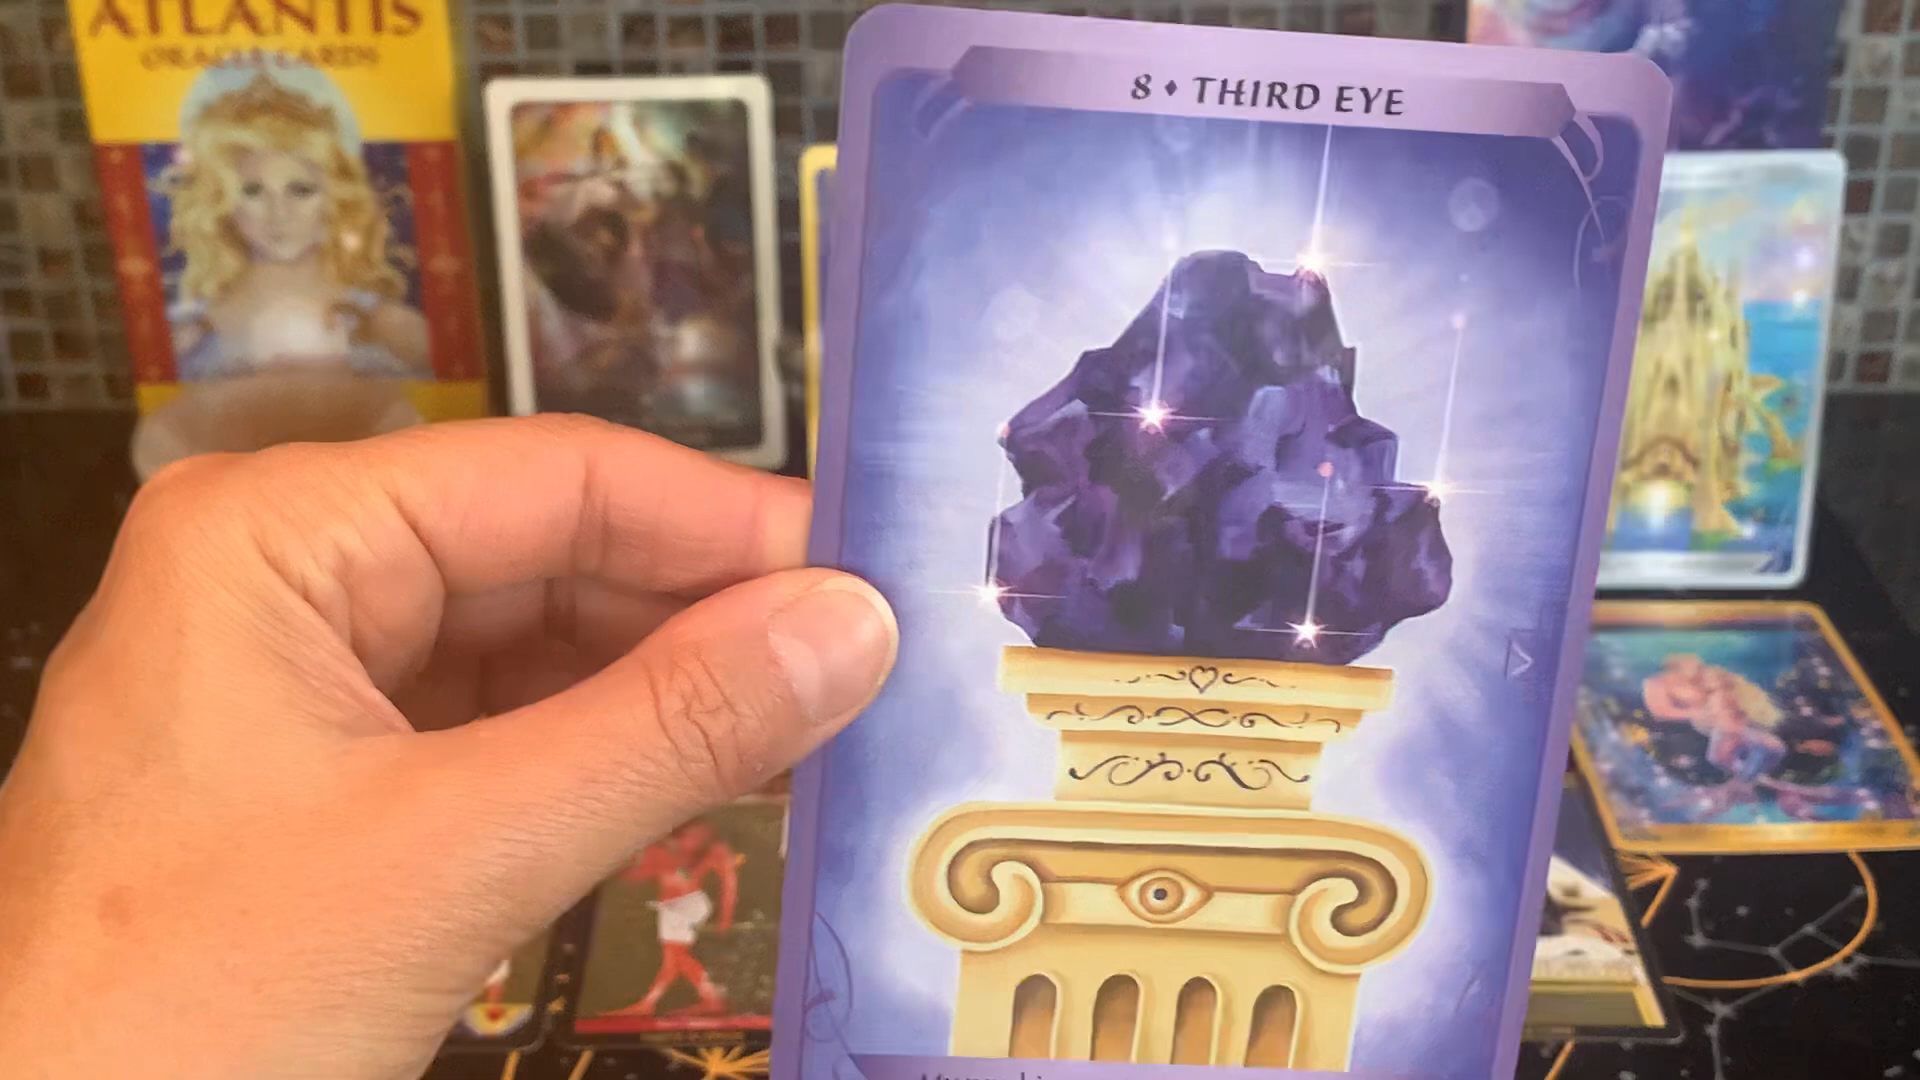 ATLANTIS
ORACLE CARDS
8 ♦ THIRD EYE